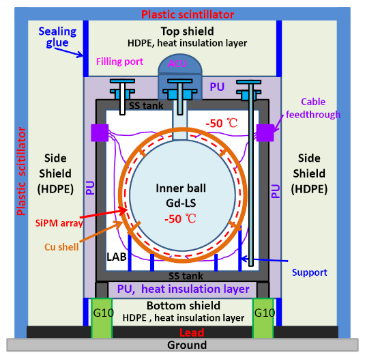 Plastic scintillator
Sealing
glue
Top shield
HDPE, heat insulation layer
Filling port
ACU
PU
SS tank
-50 ℃
Cable
feedthrough
Plastic scintillator
Side
Shield
(HDPE)
PU
Inner ball
Gd-LS
-50 ℃
PU
Side
Shield
(HDPE)
SiPM array
Cu shell
LAB
SS tank
Support
PU, heat insulation layer
G10
Bottom shield
HDPE , heat insulation layer
G10
Lead
Ground